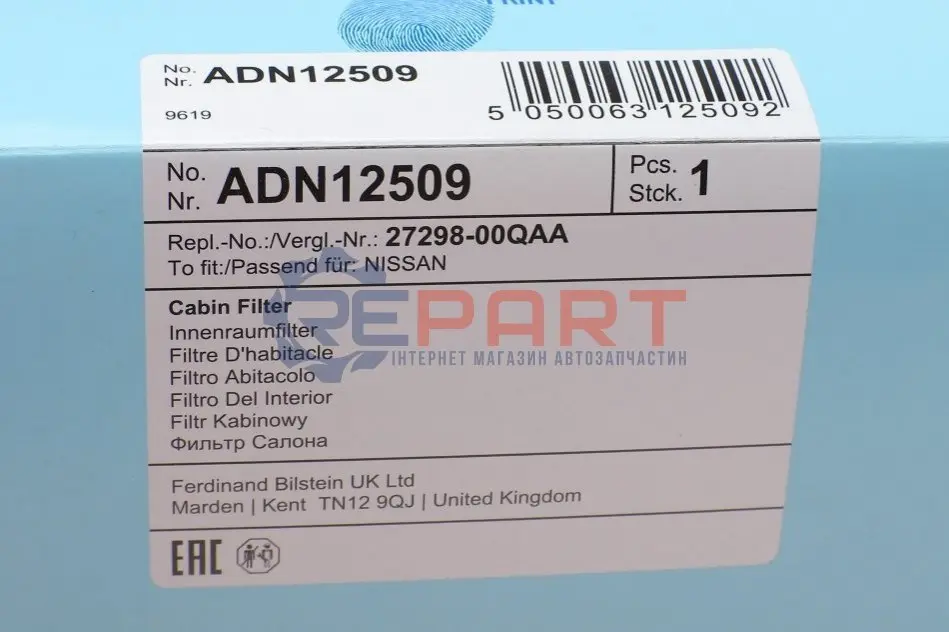 PRINT
No.
Nr. ADN12509
9619
5 050063 125092
No.
Nr. ADN12509
Pcs.
Stck. 1
Repl.-No.:/Vergl.-Nr.: 27298-00QAA
To fit:/Passend für: NISSAN
Cabin Filter
Innenraumfilter
Filtre D'habitacle
Filtro Abitacolo
Filtro Del Interior
Filtr Kabinowy
Фильтр Салона
REPART
ІНТЕРНЕТ МАГАЗИН АВТОЗАПЧАСТИН
Ferdinand Bilstein UK Ltd
Marden | Kent TN12 9QJ | United Kingdom
EAC